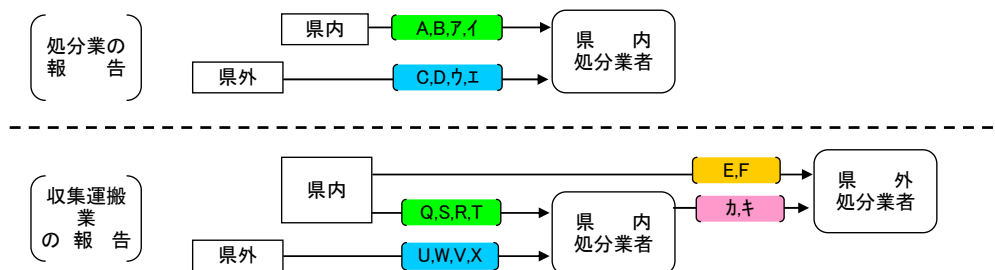 処分業の
報　　告
県内
A,B,ｱ,ｲ
県　　内
処分業者
県外
C,D,ｳ,ｴ
収集運搬
業
の 報　告
県内
E,F
県　　外
処分業者
Q,S,R,T
県　　内
処分業者
ｶ,ｷ
県外
U,W,V,X